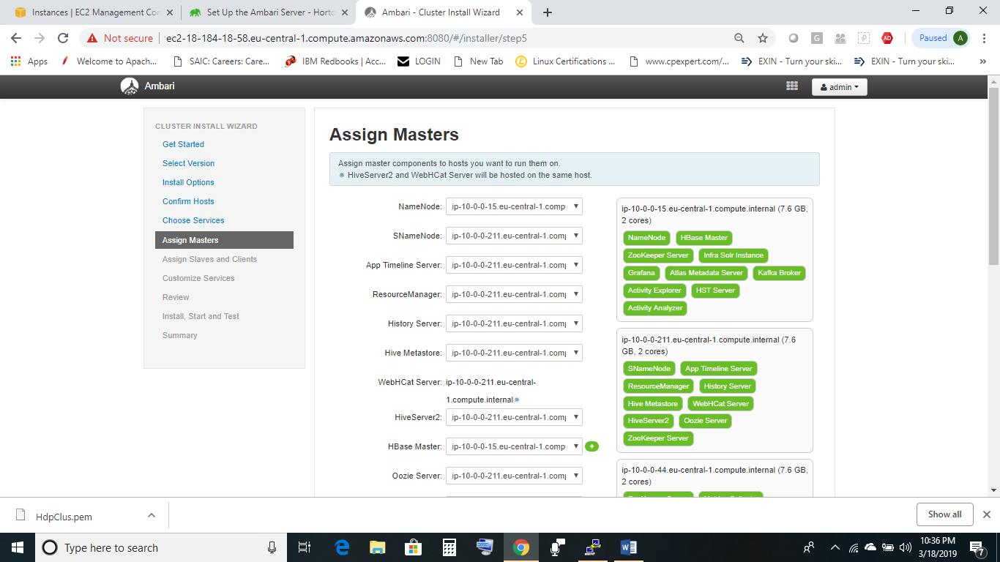 Instances | EC2 Management Con
Set Up the Ambari Server - Horto
Ambari - Cluster Install Wizard
Not secure | ec2-18-184-18-58.eu-central-1.compute.amazonaws.com:8080/#/installer/step5
G
AD
Paused
A
Apps
Welcome to Apach...
SAIC: Careers: Care...
IBM Redbooks | Acc...
LOGIN
New Tab
Linux Certifications ...
www.cpexpert.com/...
EXIN - Turn your ski...
EXIN - Turn your ski...
Ambari
admin
CLUSTER INSTALL WIZARD
Get Started
Select Version
Install Options
Confirm Hosts
Choose Services
Assign Masters
Assign Slaves and Clients
Customize Services
Review
Install, Start and Test
Summary
Assign Masters
Assign master components to hosts you want to run them on.
✵ HiveServer2 and WebHCat Server will be hosted on the same host.
NameNode: ip-10-0-0-15.eu-central-1.comp
SNameNode: ip-10-0-0-211.eu-central-1.com
App Timeline Server: ip-10-0-0-211.eu-central-1.com
ResourceManager: ip-10-0-0-211.eu-central-1.com
History Server: ip-10-0-0-211.eu-central-1.com
Hive Metastore: ip-10-0-0-211.eu-central-1.com
WebHCat Server: ip-10-0-0-211.eu-central-
1.compute.internal✵
HiveServer2: ip-10-0-0-211.eu-central-1.com
HBase Master: ip-10-0-0-15.eu-central-1.comp
Oozie Server: ip-10-0-0-211.eu-central-1.com
ip-10-0-0-15.eu-central-1.compute.internal (7.6 GB,
2 cores)
NameNode HBase Master
ZooKeeper Server Infra Solr Instance
Grafana Atlas Metadata Server Kafka Broker
Activity Explorer HST Server
Activity Analyzer
ip-10-0-0-211.eu-central-1.compute.internal (7.6
GB, 2 cores)
SNameNode App Timeline Server
ResourceManager History Server
Hive Metastore WebHCat Server
HiveServer2 Oozie Server
ZooKeeper Server
ip-10-0-0-44.eu-central-1.compute.internal (7.6 GB,
2 cores)
HdpClus.pem
Show all
Type here to search
10:36 PM
3/18/2019
7